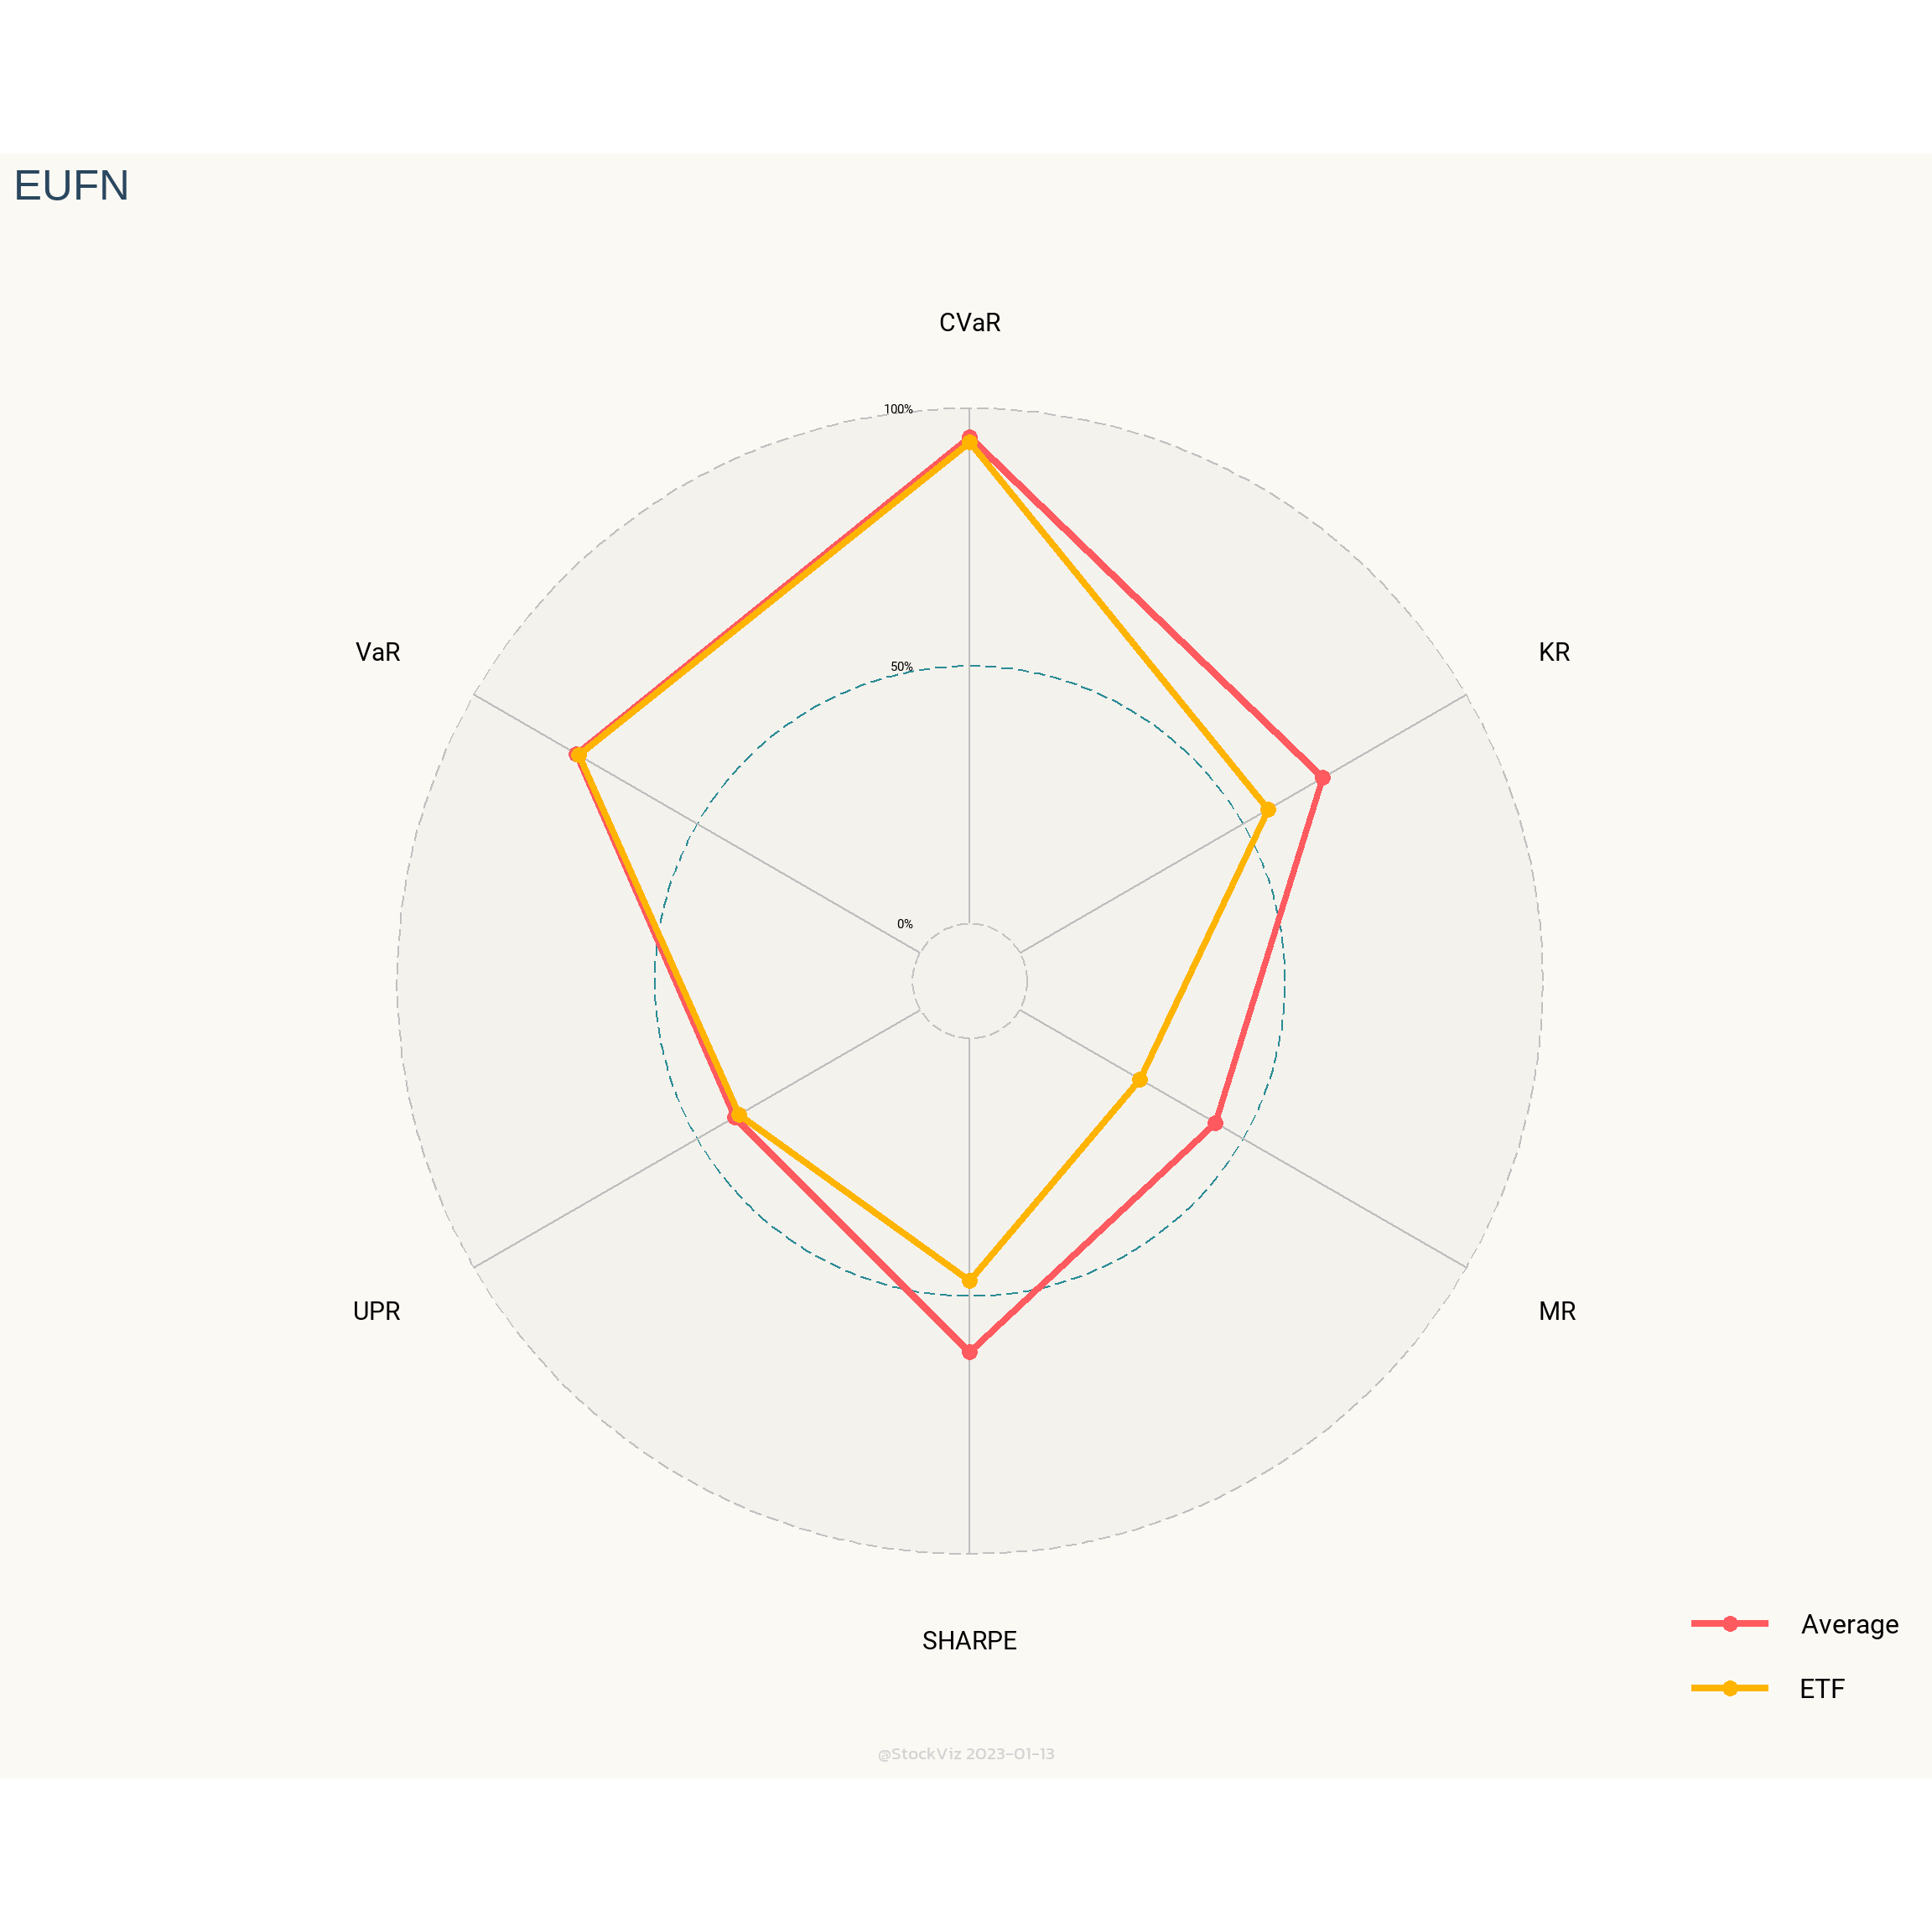 EUFN
CVaR
100%
KR
VaR
50%
0%
UPR
MR
SHARPE
Average
ETF
@StockViz 2023-01-13